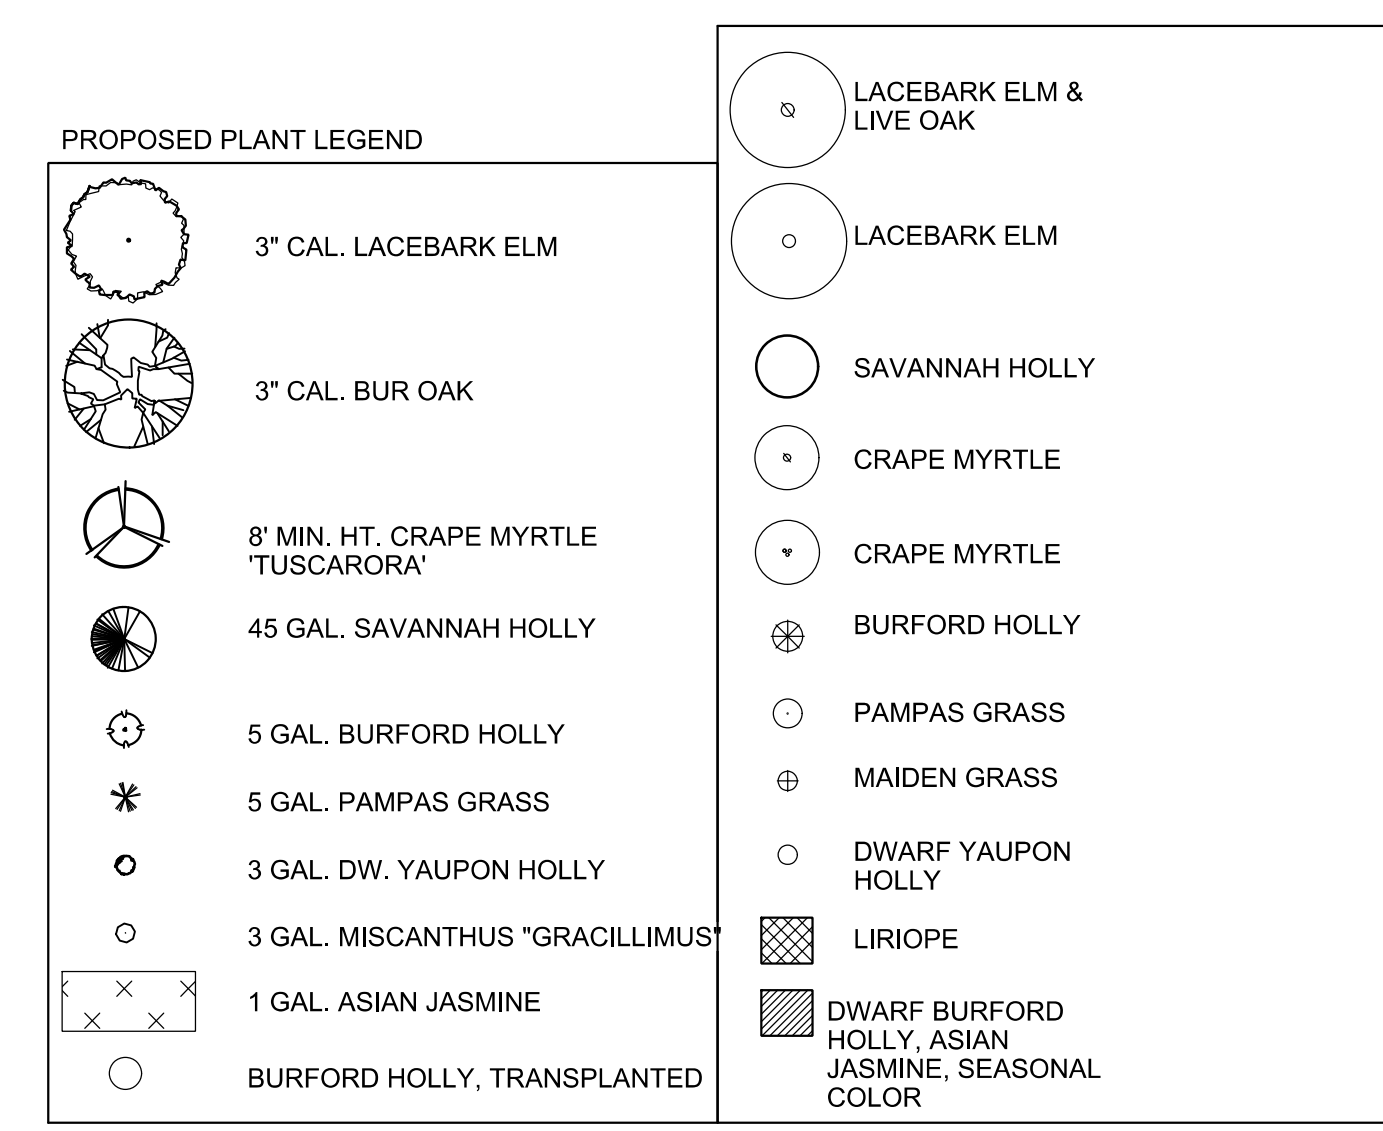 PROPOSED PLANT LEGEND
3" CAL. LACEBARK ELM
3" CAL. BUR OAK
8' MIN. HT. CRAPE MYRTLE
'TUSCARORA'
45 GAL. SAVANNAH HOLLY
5 GAL. BURFORD HOLLY
5 GAL. PAMPAS GRASS
3 GAL. DW. YAUPON HOLLY
3 GAL. MISCANTHUS "GRACILLIMUS"
1 GAL. ASIAN JASMINE
BURFORD HOLLY, TRANSPLANTED
LACEBARK ELM &
LIVE OAK
LACEBARK ELM
SAVANNAH HOLLY
CRAPE MYRTLE
CRAPE MYRTLE
BURFORD HOLLY
PAMPAS GRASS
MAIDEN GRASS
DWARF YAUPON
HOLLY
LIRIOPE
DWARF BURFORD
HOLLY, ASIAN
JASMINE, SEASONAL
COLOR